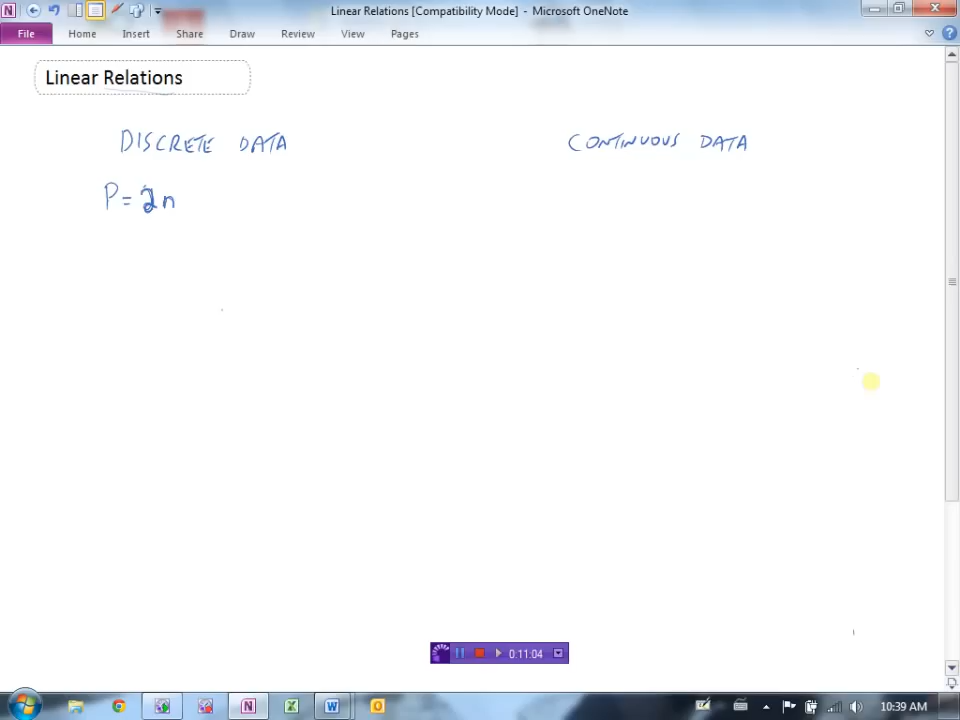 Linear Relations [Compatibility Mode] - Microsoft OneNote
File Home Insert Share Draw Review View Pages
Linear Relations
DISCRETE DATA CONTINUOUS DATA
P = 2n
0:11:04
10:39 AM